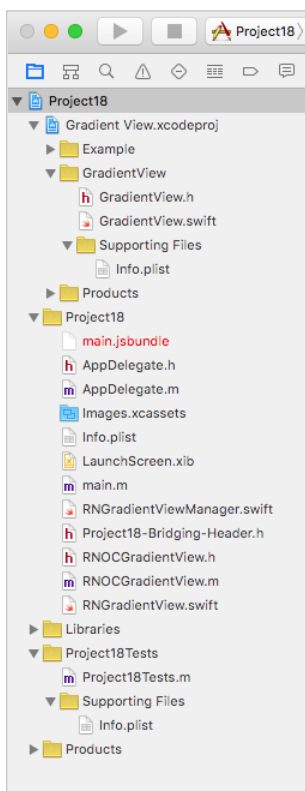 Project18
Project18
Gradient View.xcodeproj
Example
GradientView
h GradientView.h
GradientView.swift
Supporting Files
Info.plist
Products
Project18
main.jsbundle
h AppDelegate.h
m AppDelegate.m
Images.xcassets
Info.plist
LaunchScreen.xib
m main.m
RNGradientViewManager.swift
h Project18-Bridging-Header.h
h RNOCGradientView.h
m RNOCGradientView.m
RNGradientView.swift
Libraries
Project18Tests
m Project18Tests.m
Supporting Files
Info.plist
Products